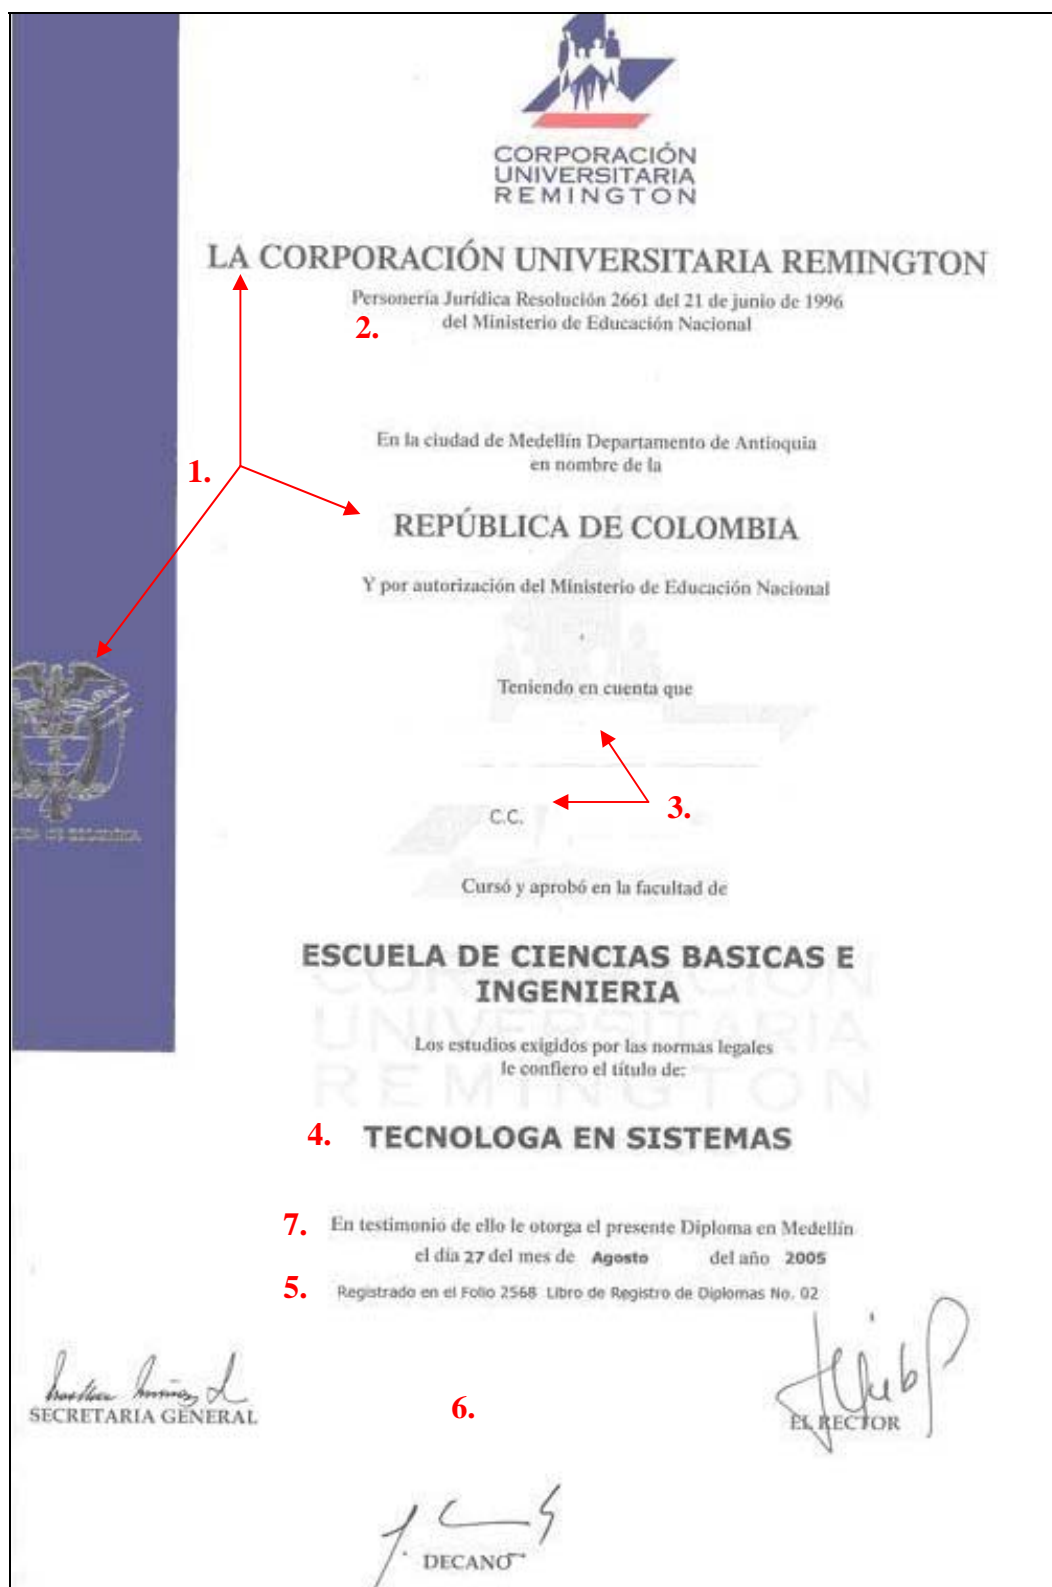 CORPORACIÓN
UNIVERSITARIA
REMINGTON
LA CORPORACIÓN UNIVERSITARIA REMINGTON
Personería Jurídica Resolución 2661 del 21 de junio de 1996
2. del Ministerio de Educación Nacional
En la ciudad de Medellín Departamento de Antioquia
en nombre de la
1.
REPÚBLICA DE COLOMBIA
Y por autorización del Ministerio de Educación Nacional
Teniendo en cuenta que
3.
C.C.
DE COLOMBIA
Cursó y aprobó en la facultad de
ESCUELA DE CIENCIAS BASICAS E
INGENIERIA
CORPORACIÓN
UNIVERSITARIA
REMINGTON
Los estudios exigidos por las normas legales
le confiero el título de:
4. TECNOLOGA EN SISTEMAS
7. En testimonio de ello le otorga el presente Diploma en Medellín
el día 27 del mes de Agosto del año 2005
5. Registrado en el Folio 2568 Libro de Registro de Diplomas No. 02
SECRETARIA GENERAL
6.
EL RECTOR
DECANO